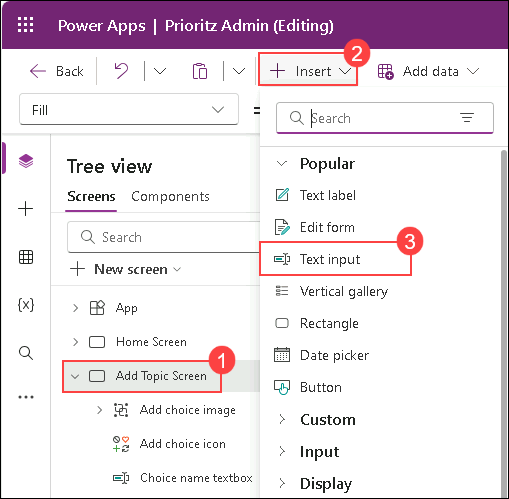 Power Apps | Prioritz Admin (Editing)
2
Back
Insert
Add data
Fill
=
Search
Tree view
Popular
Screens
Components
Text label
Search
Edit form
3
New screen
Text input
{x}
App
Vertical gallery
Home Screen
Rectangle
1
Date picker
Add Topic Screen
Button
Add choice image
Custom
Add choice icon
Input
Choice name textbox
Display